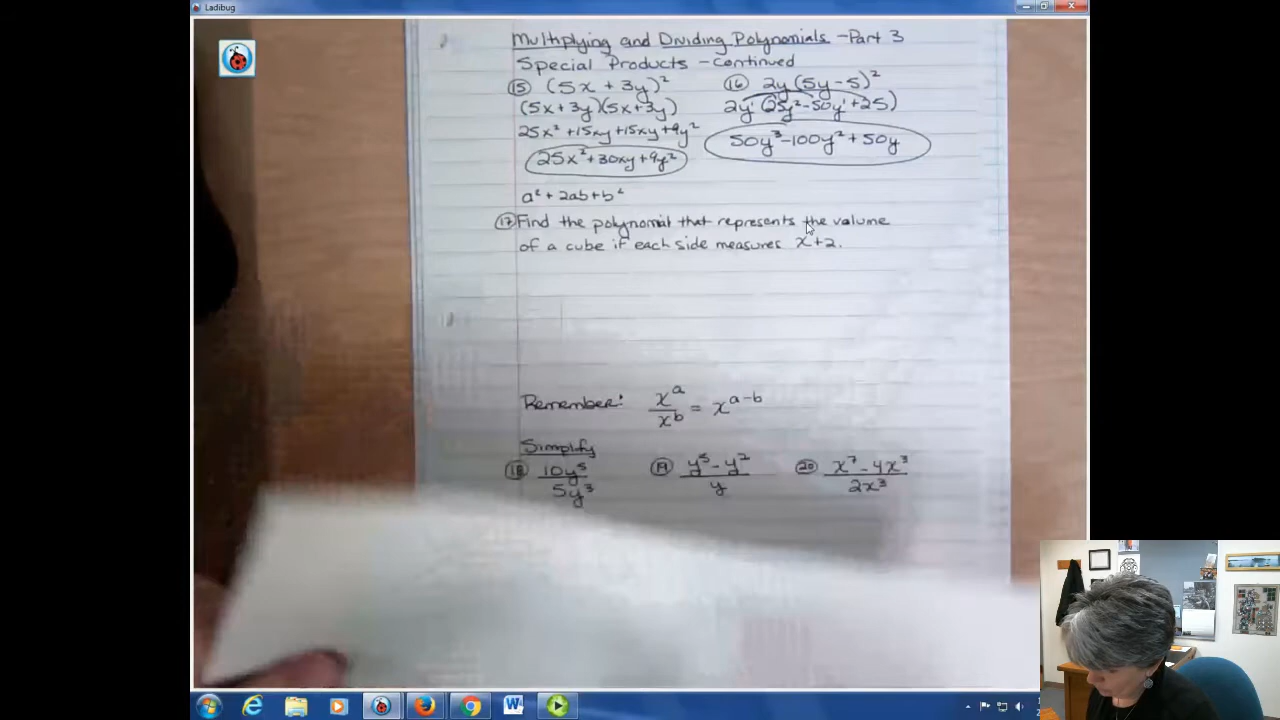 Ladibug
Multiplying and Dividing Polynomials -Part 3
Special Products -Continued
⑮ (5x + 3y)² ⑯ 2y(5y-5)²
(5x+3y)(5x+3y) 2y¹(25y²-50y¹+25)
25x²+15xy+15xy+9y²
50y³-100y²+50y
25x²+30xy+9y²
a²+2ab+b²
⑰ Find the polynomial that represents the volume
of a cube if each side measures x+2.
Remember: xᵃ/xᵇ = xᵃ⁻ᵇ
Simplify
⑱ 10y⁵/5y³ ⑲ (y⁵-y²)/y ⑳ (x⁷-4x³)/2x³